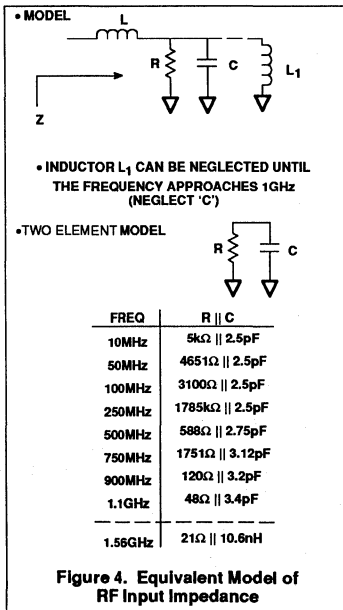 • MODEL
L
R
C
L1
Z
• INDUCTOR L1 CAN BE NEGLECTED UNTIL
THE FREQUENCY APPROACHES 1GHz
(NEGLECT 'C')
•TWO ELEMENT MODEL
R
C
FREQ R || C
10MHz 5kΩ || 2.5pF
50MHz 4651Ω || 2.5pF
100MHz 3100Ω || 2.5pF
250MHz 1785kΩ || 2.5pF
500MHz 588Ω || 2.75pF
750MHz 1751Ω || 3.12pF
900MHz 120Ω || 3.2pF
1.1GHz 48Ω || 3.4pF
1.56GHz 21Ω || 10.6nH
Figure 4. Equivalent Model of
RF Input Impedance